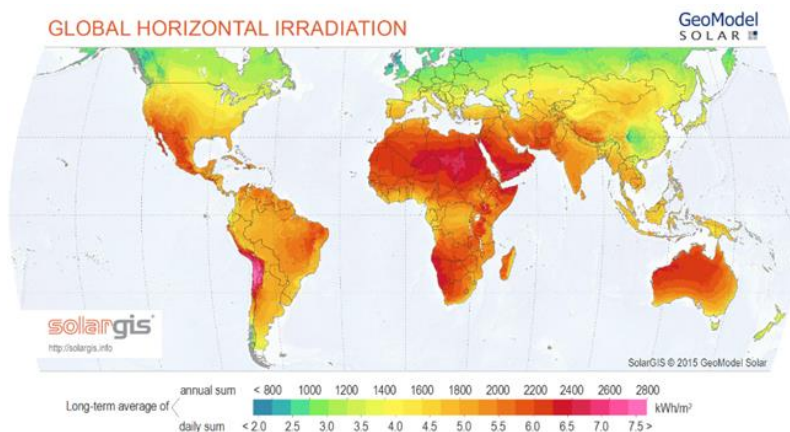 GLOBAL HORIZONTAL IRRADIATION
GeoModel
SOLAR
solargis
http://solargis.info
SolarGIS © 2015 GeoModel Solar
annual sum < 800 1000 1200 1400 1600 1800 2000 2200 2400 2600 2800
Long-term average of kWh/m²
daily sum < 2.0 2.5 3.0 3.5 4.0 4.5 5.0 5.5 6.0 6.5 7.0 7.5 >